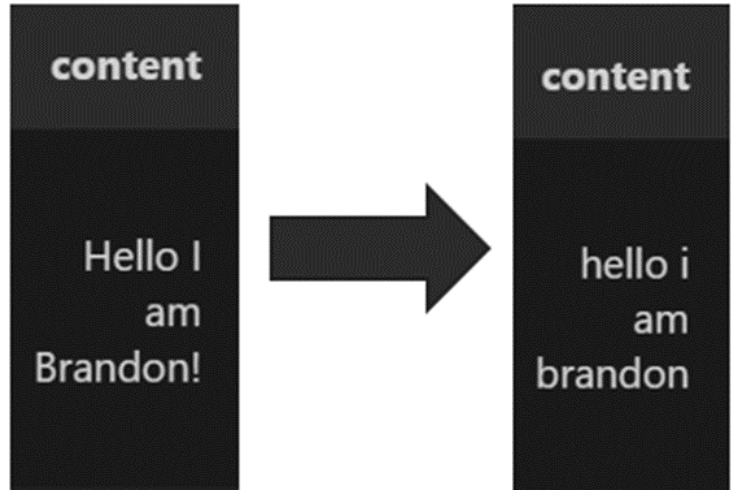 content
Hello I
am
Brandon!
content
hello i
am
brandon